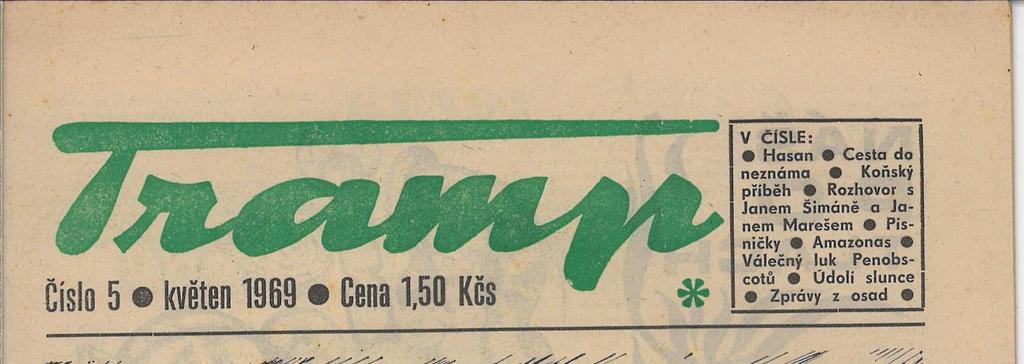 Tramp
Číslo 5 ● květen 1969 ● Cena 1,50 Kčs
*
V ČÍSLE:
● Hasan ● Cesta do
neznáma ● Koňský
příběh ● Rozhovor s
Janem Šimáně a Ja-
nem Marešem ● Pís-
ničky ● Amazonas ●
Válečný luk Penobs-
cotů ● Údolí slunce
● Zprávy z osad ●